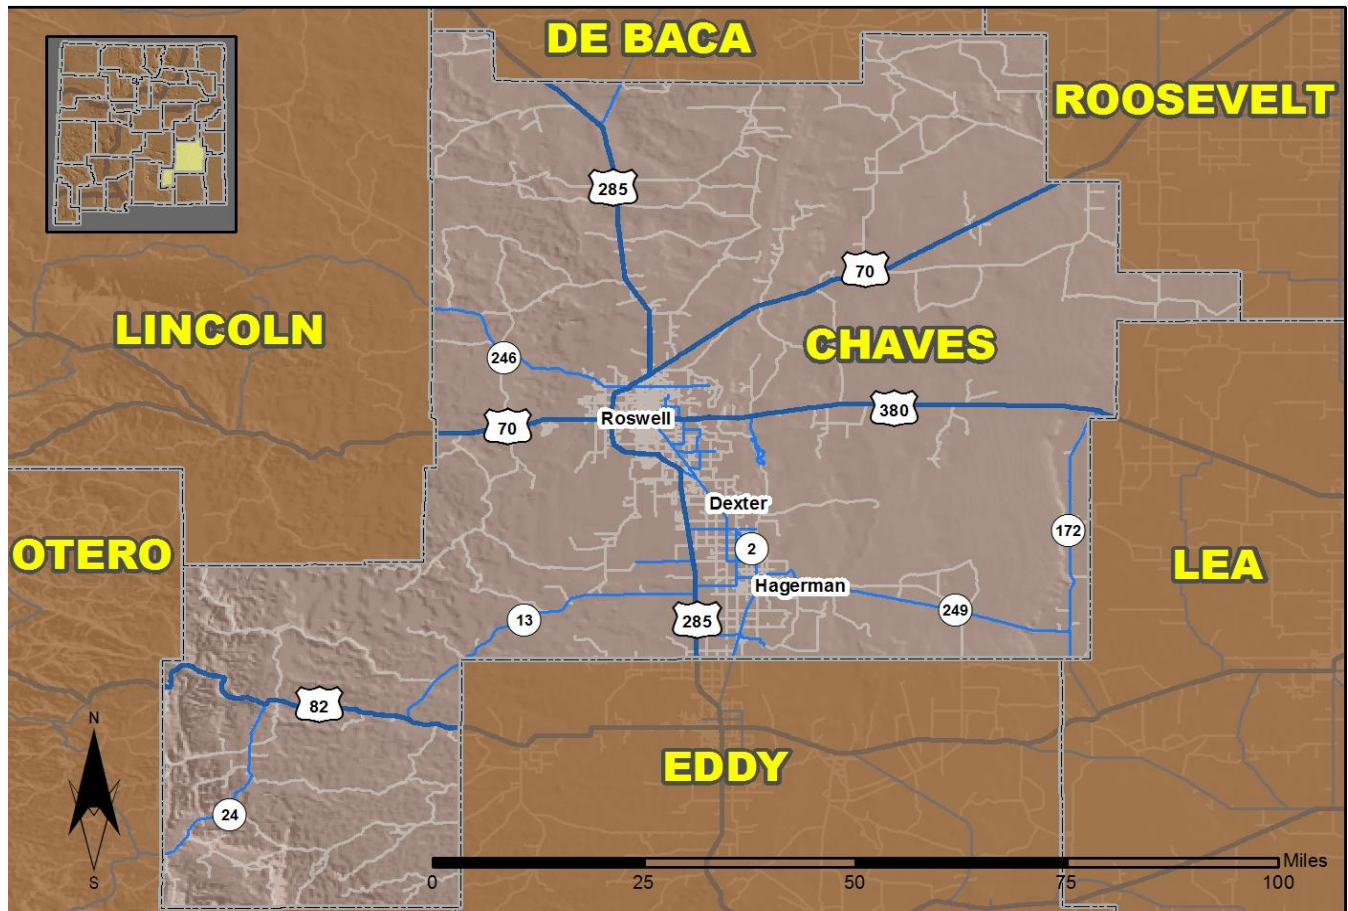 DE BACA
ROOSEVELT
285
70
LINCOLN
CHAVES
246
380
Roswell
70
Dexter
172
2
OTERO
LEA
Hagerman
13
249
285
82
N
EDDY
24
Miles
S
0 25 50 75 100